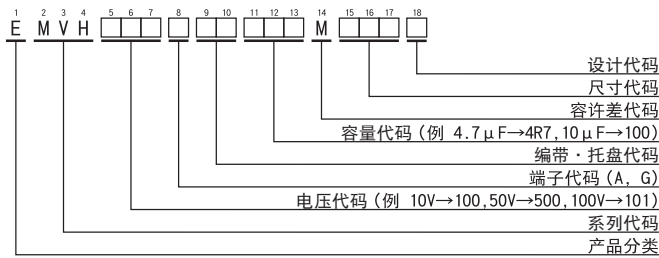 1 2 3 4 5 6 7 8 9 10 11 12 13 14 15 16 17 18
E M V H □□□ □ □□ □□□ M □□□ □
设计代码
尺寸代码
容许差代码
容量代码 (例 4.7μF→4R7,10μF→100)
编带・托盘代码
端子代码 (A, G)
电压代码 (例 10V→100,50V→500,100V→101)
系列代码
产品分类